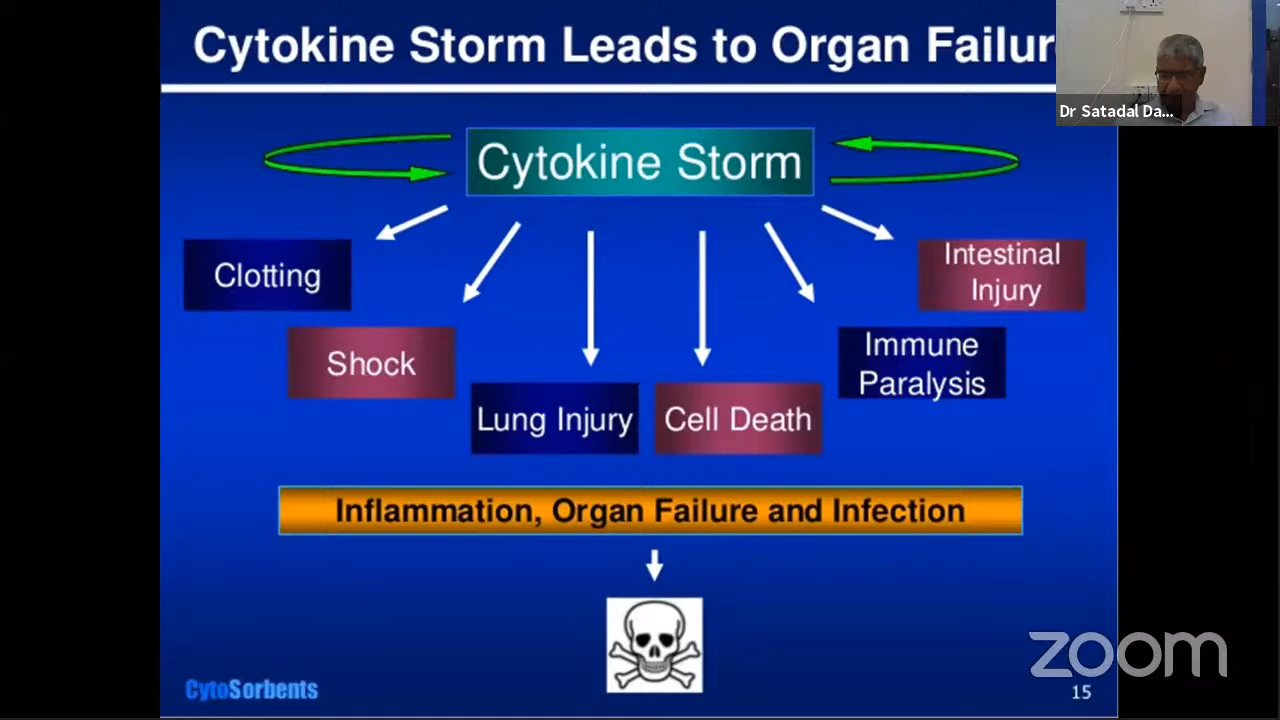 Cytokine Storm Leads to Organ Failur
Dr Satadal Da...
Cytokine Storm
Clotting
Shock
Lung Injury
Cell Death
Immune
Paralysis
Intestinal
Injury
Inflammation, Organ Failure and Infection
CytoSorbents
zoom
15